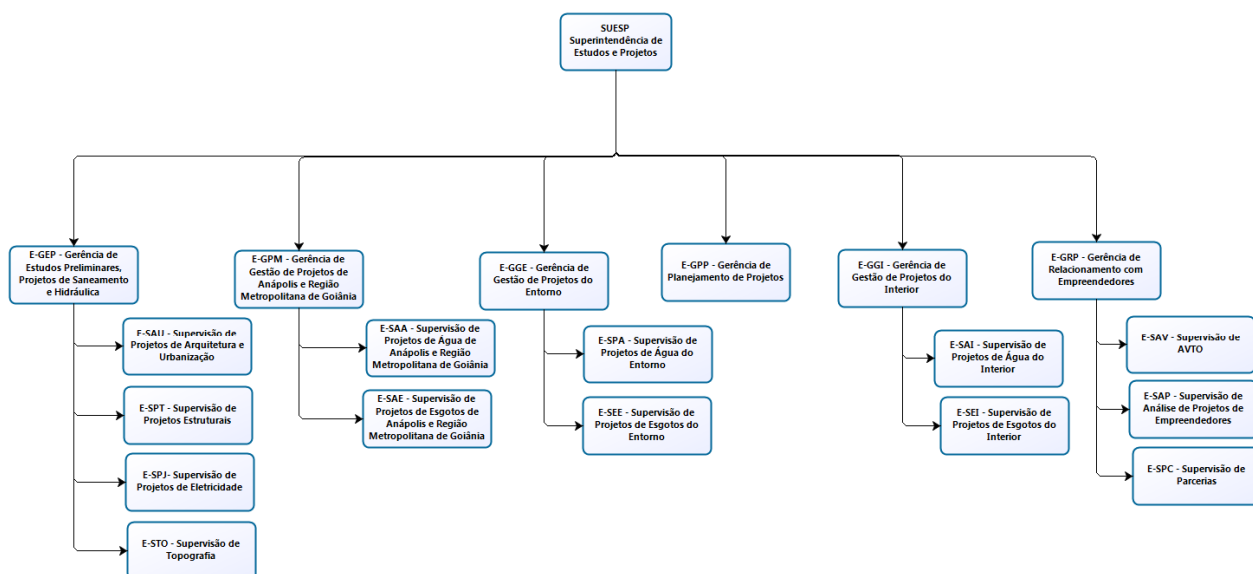 SUESP
Superintendência de
Estudos e Projetos
E-GEP - Gerência de
Estudos Preliminares,
Projetos de Saneamento
e Hidráulica
E-SAU - Supervisão de
Projetos de Arquitetura e
Urbanização
E-SPT - Supervisão de
Projetos Estruturais
E-SPJ- Supervisão de
Projetos de Eletricidade
E-STO - Supervisão de
Topografia
E-GPM - Gerência de
Gestão de Projetos de
Anápolis e Região
Metropolitana de Goiânia
E-SAA - Supervisão de
Projetos de Água de
Anápolis e Região
Metropolitana de Goiânia
E-SAE - Supervisão de
Projetos de Esgotos de
Anápolis e Região
Metropolitana de Goiânia
E-GGE - Gerência de
Gestão de Projetos do
Entorno
E-SPA - Supervisão de
Projetos de Água do
Entorno
E-SEE - Supervisão de
Projetos de Esgotos do
Entorno
E-GPP - Gerência de
Planejamento de Projetos
E-GGI - Gerência de
Gestão de Projetos do
Interior
E-SAI - Supervisão de
Projetos de Água do
Interior
E-SEI - Supervisão de
Projetos de Esgotos do
Interior
E-GRP - Gerência de
Relacionamento com
Empreendedores
E-SAV - Supervisão de
AVTO
E-SAP - Supervisão de
Análise de Projetos de
Empreendedores
E-SPC - Supervisão de
Parcerias